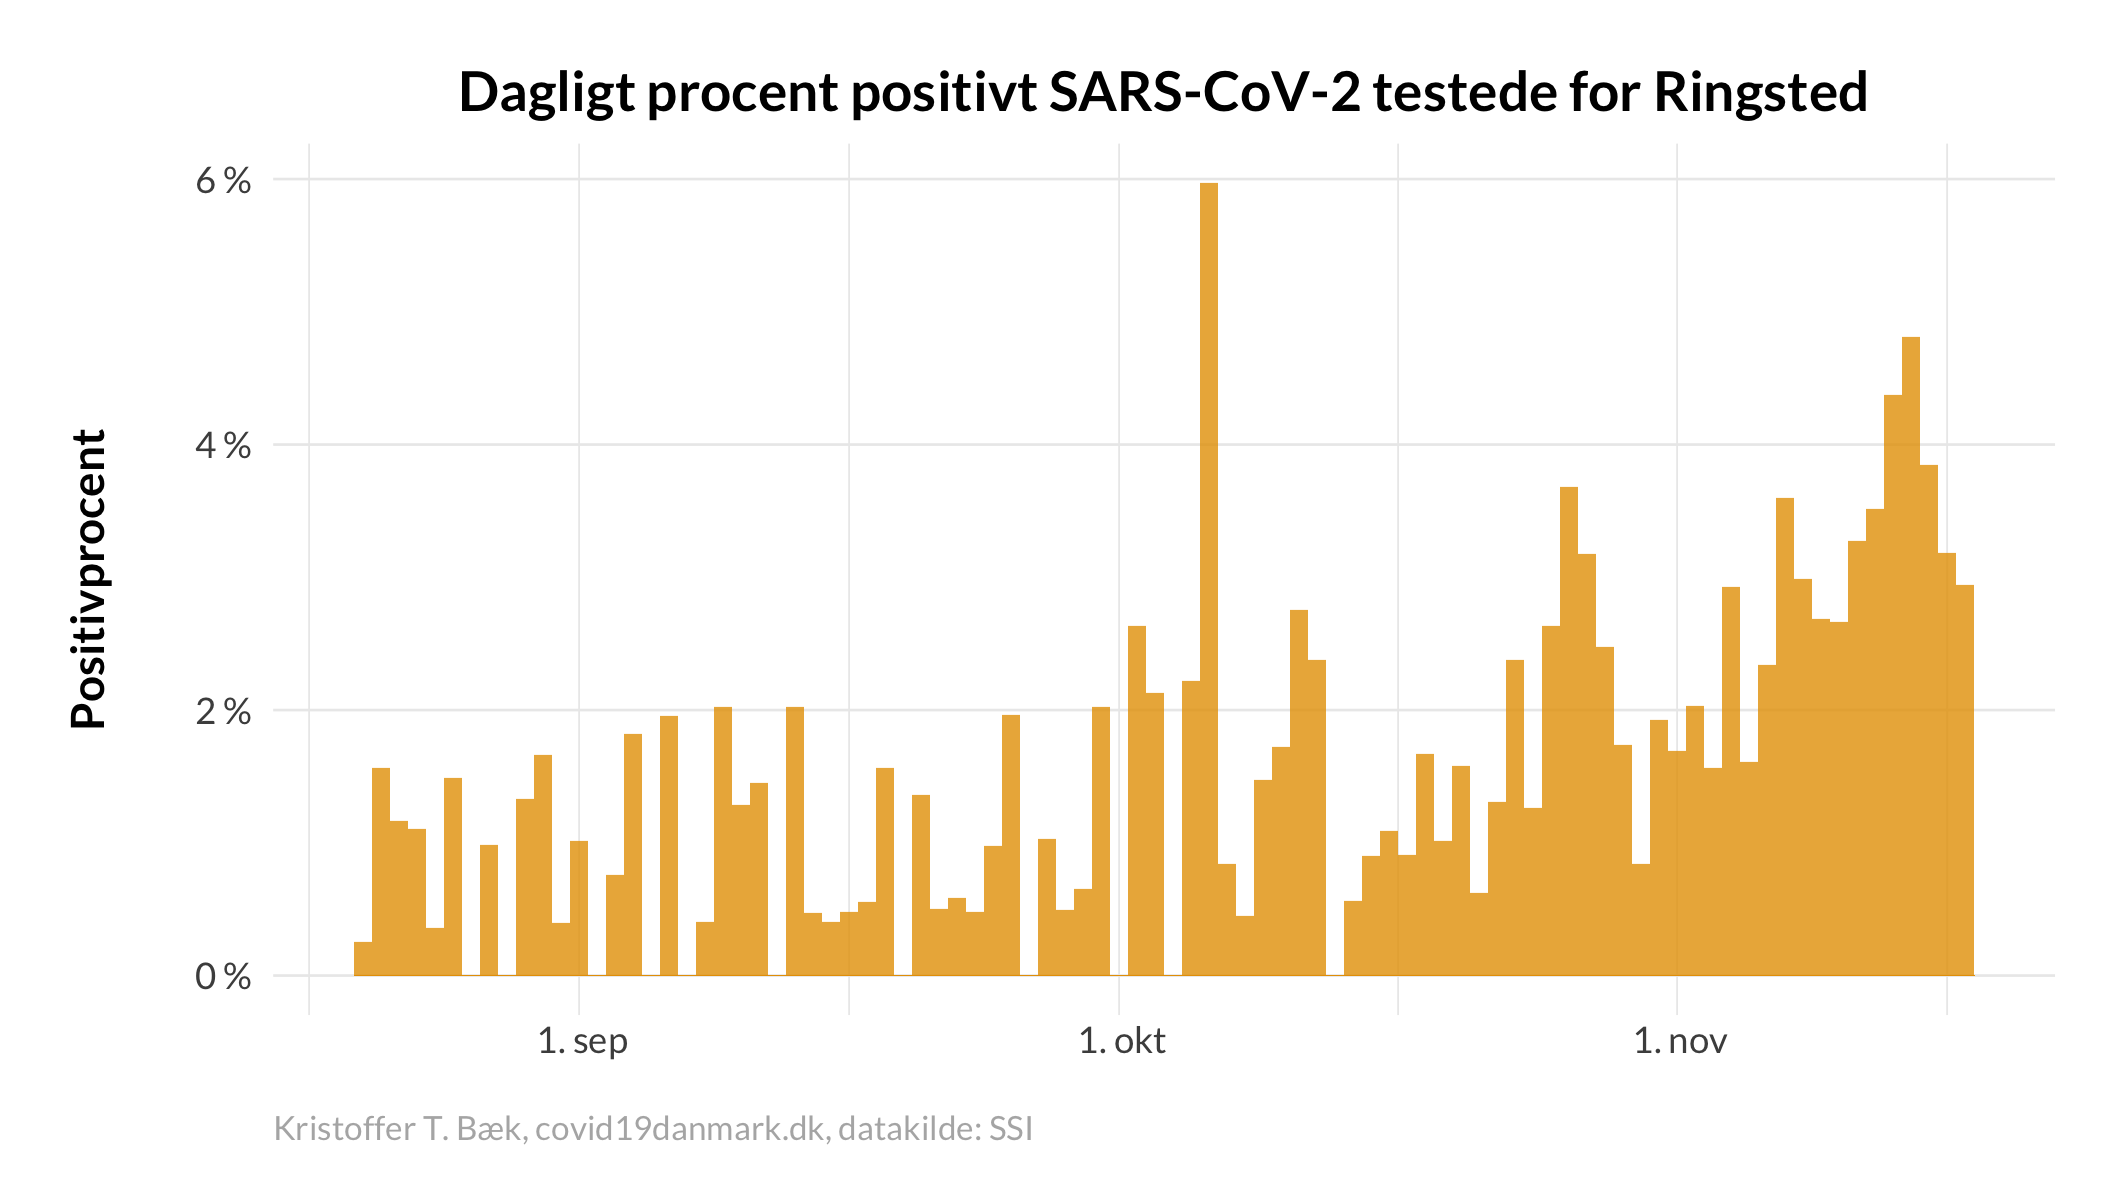 Dagligt procent positivt SARS-CoV-2 testede for Ringsted
Positivprocent
6 %
4 %
2 %
0 %
1. sep
1. okt
1. nov
Kristoffer T. Bæk, covid19danmark.dk, datakilde: SSI